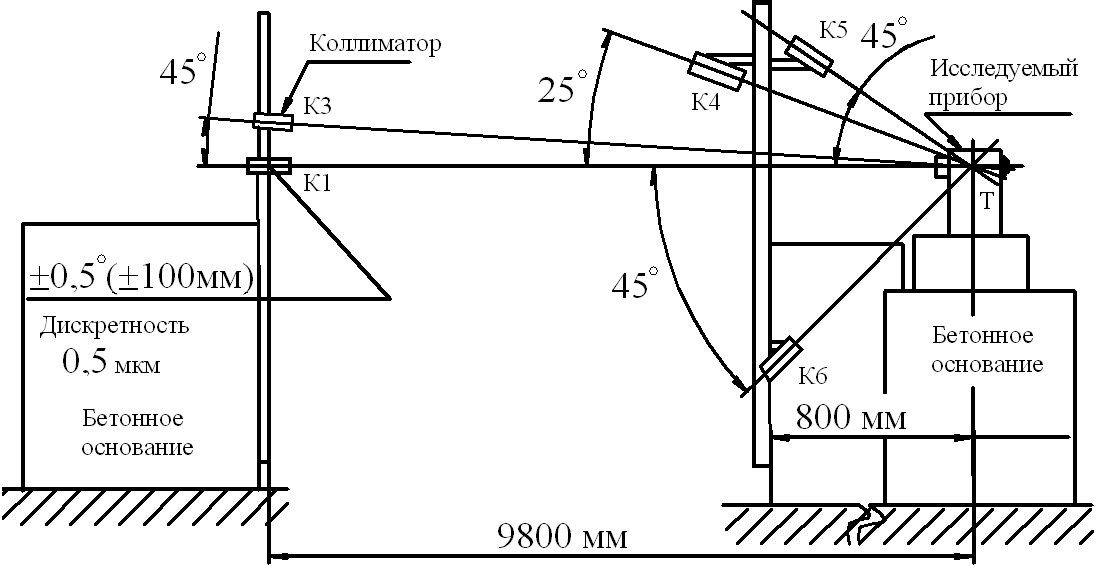 К5
45°
Коллиматор
45°
Исследуемый
прибор
25°
К4
К3
К1
Т
±0,5°(±100мм)
45°
Дискретность
0,5 мкм
Бетонное
основание
К6
Бетонное
основание
800 мм
9800 мм